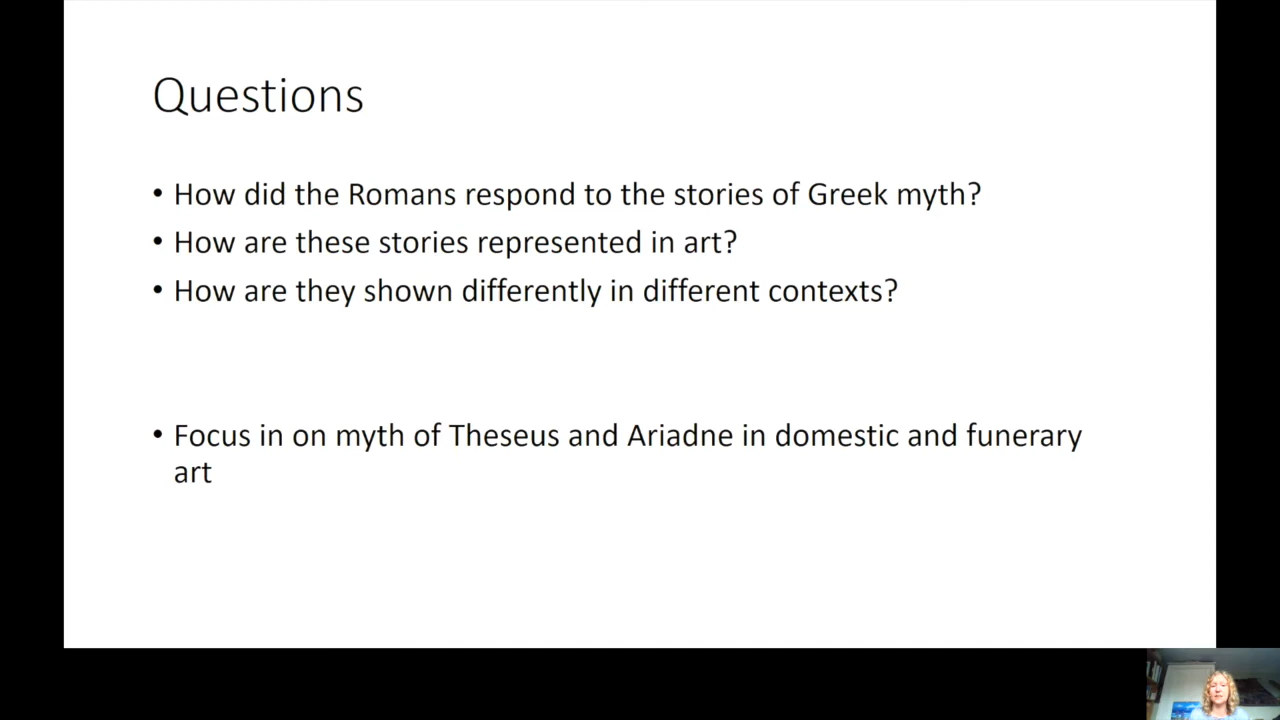 Questions
• How did the Romans respond to the stories of Greek myth?
• How are these stories represented in art?
• How are they shown differently in different contexts?
• Focus in on myth of Theseus and Ariadne in domestic and funerary
art